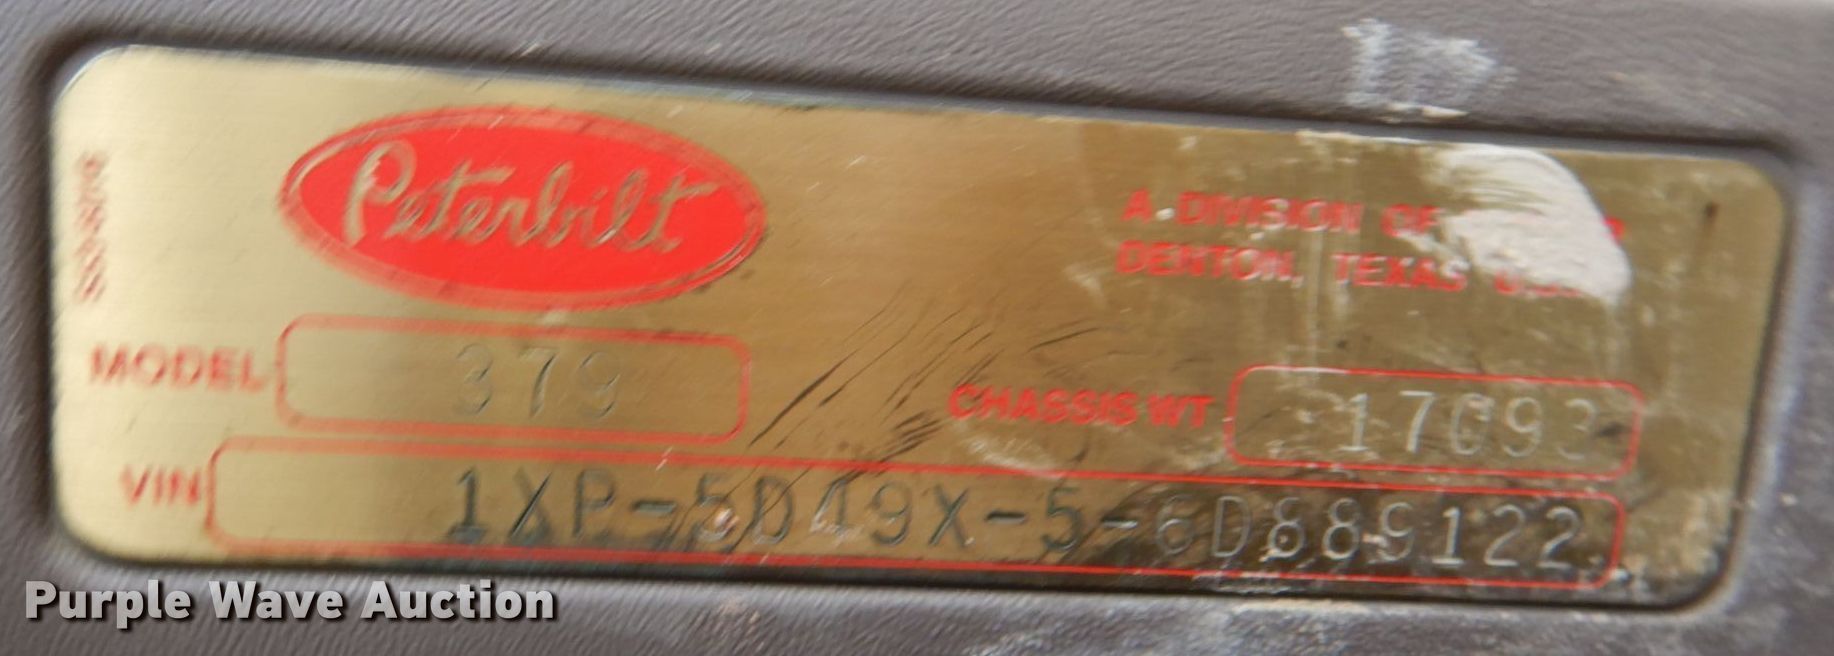 Peterbilt
A DIVISION OF
DENTON, TEXAS
MODEL 379
CHASSIS WT 17093
VIN 1XP-5D49X-5-6D889122
Purple Wave Auction